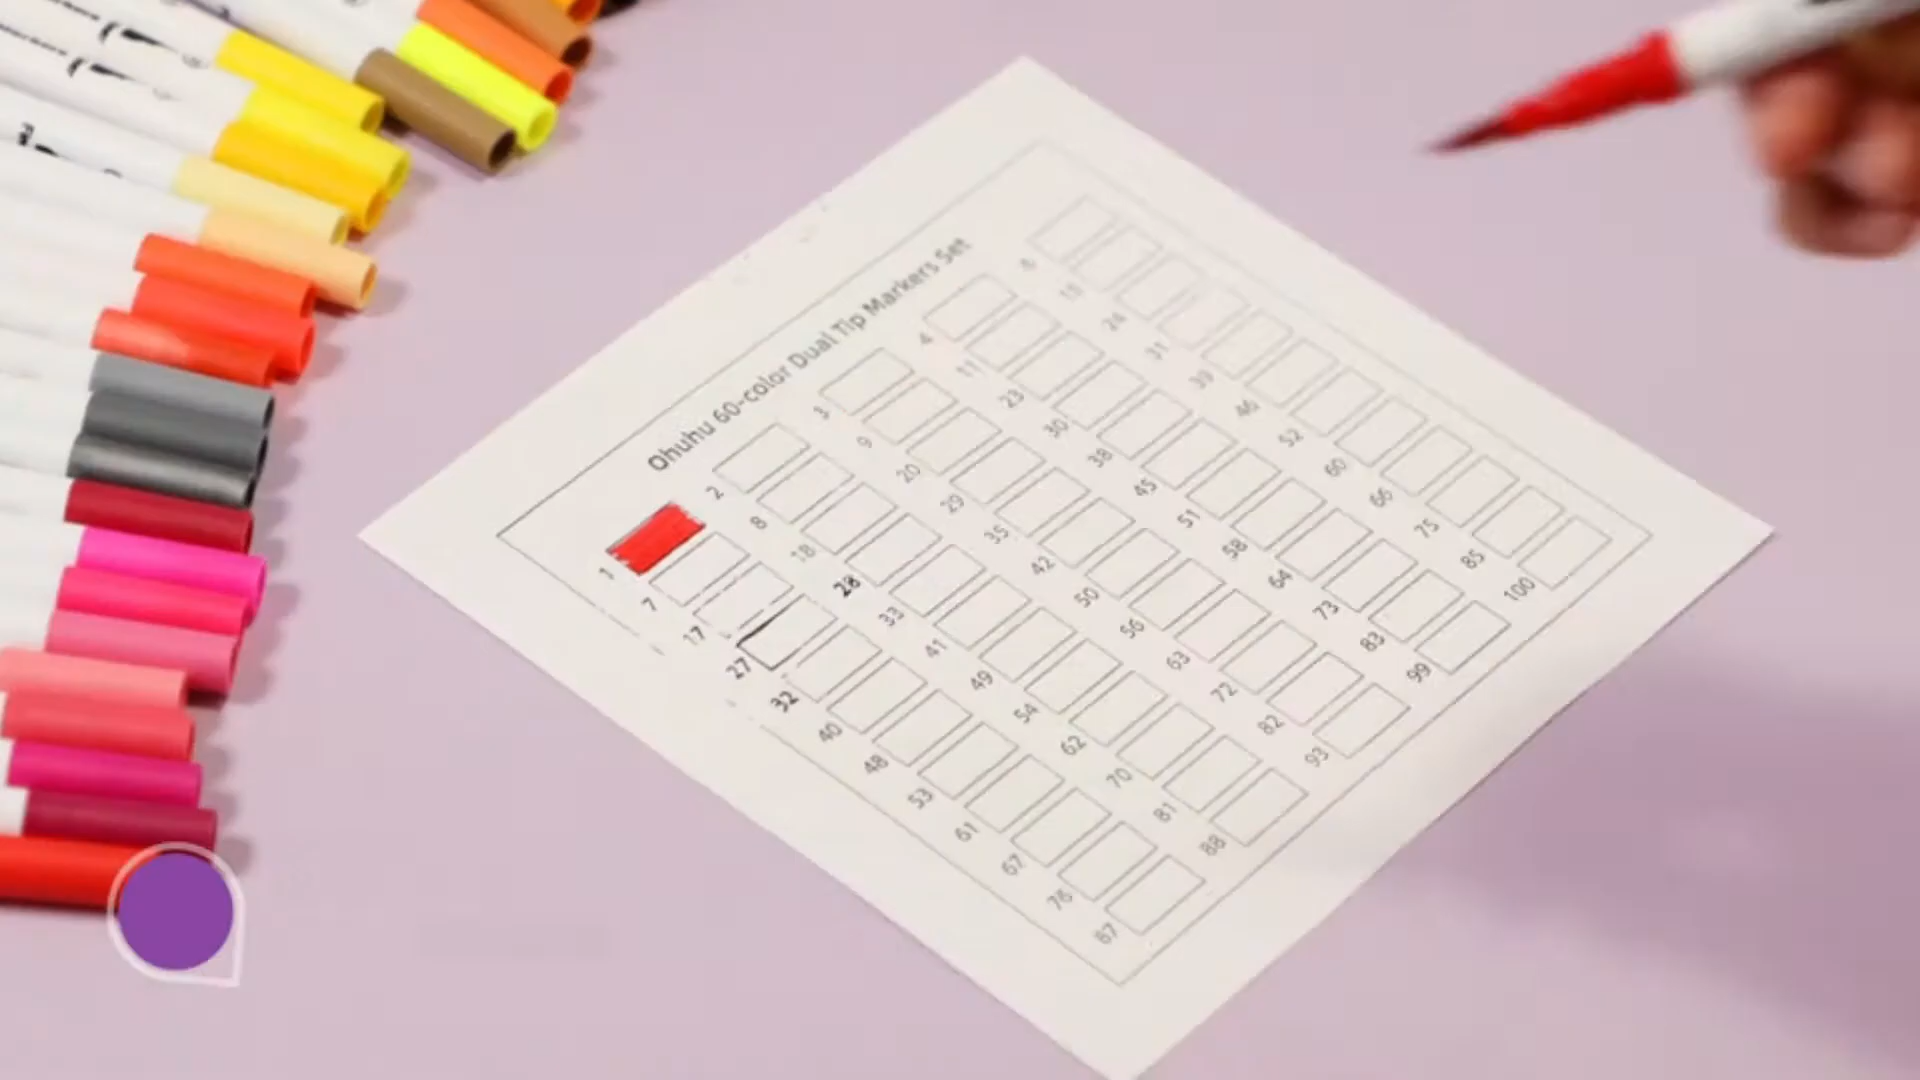 Ohuhu 60-color Dual Tip Markers Set
1 2 3 4 6
7 8 9 11 15
17 18 20 23 24
27 28 29 30 31
32 33 35 38 39
40 41 42 45 46
48 49 50 51 52
53 54 56 58 60
61 62 63 64 66
67 70 72 73 75
76 81 82 83 85
87 88 93 99 100